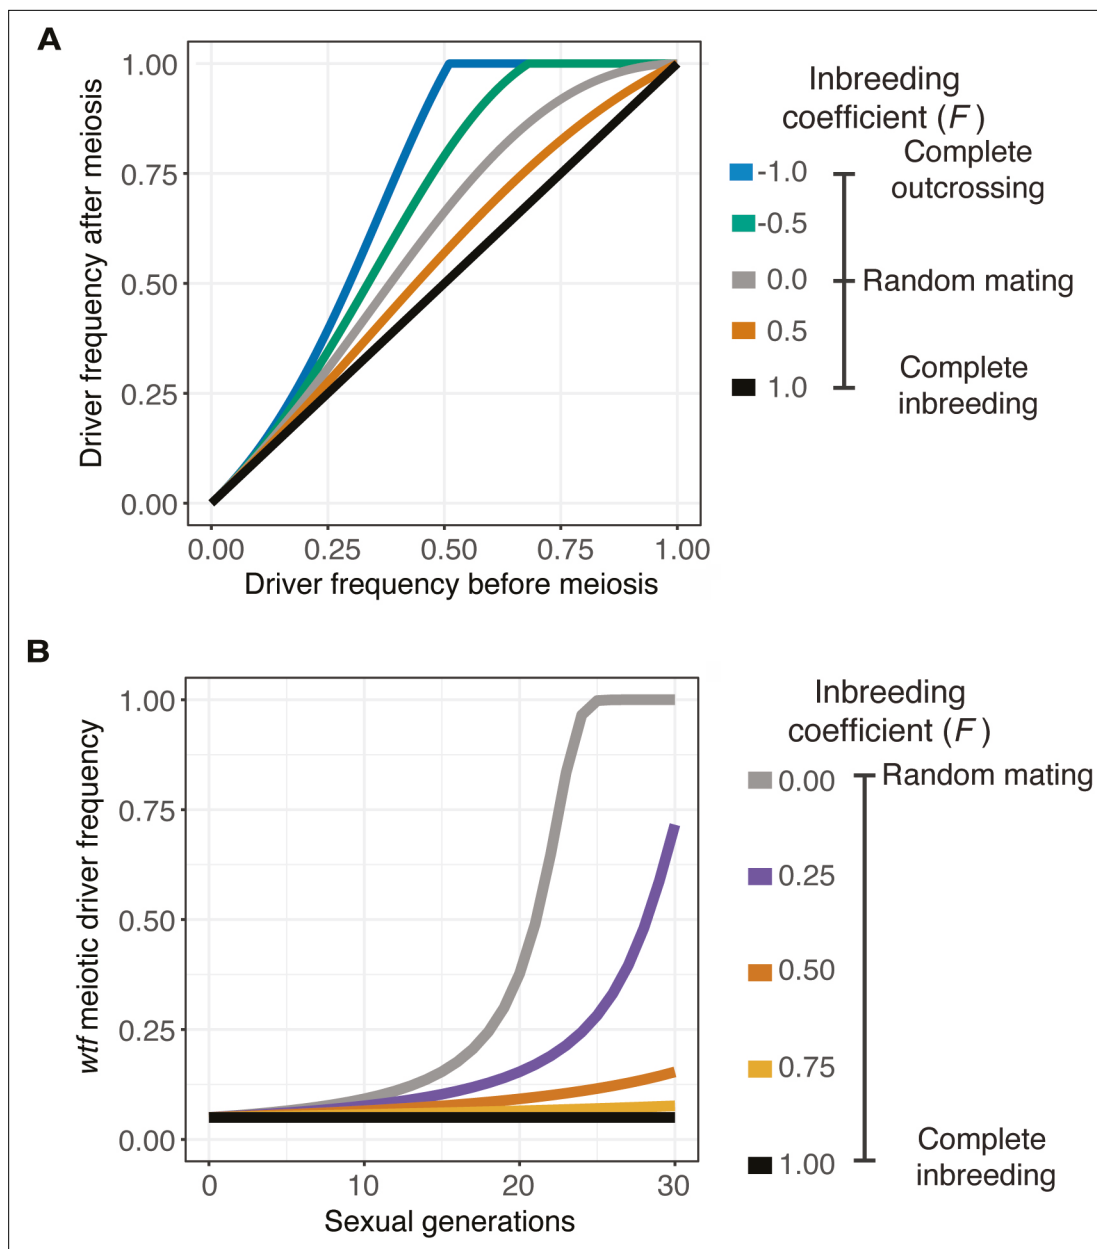 A
Driver frequency after meiosis
1.00
0.75
0.50
0.25
0.00
0.00 0.25 0.50 0.75 1.00
Driver frequency before meiosis
Inbreeding
coefficient (F)
-1.0
-0.5
0.0
0.5
1.0
Complete
outcrossing
Random mating
Complete
inbreeding
B
wtf meiotic driver frequency
1.00
0.75
0.50
0.25
0.00
0 10 20 30
Sexual generations
Inbreeding
coefficient (F)
0.00
0.25
0.50
0.75
1.00
Random mating
Complete
inbreeding